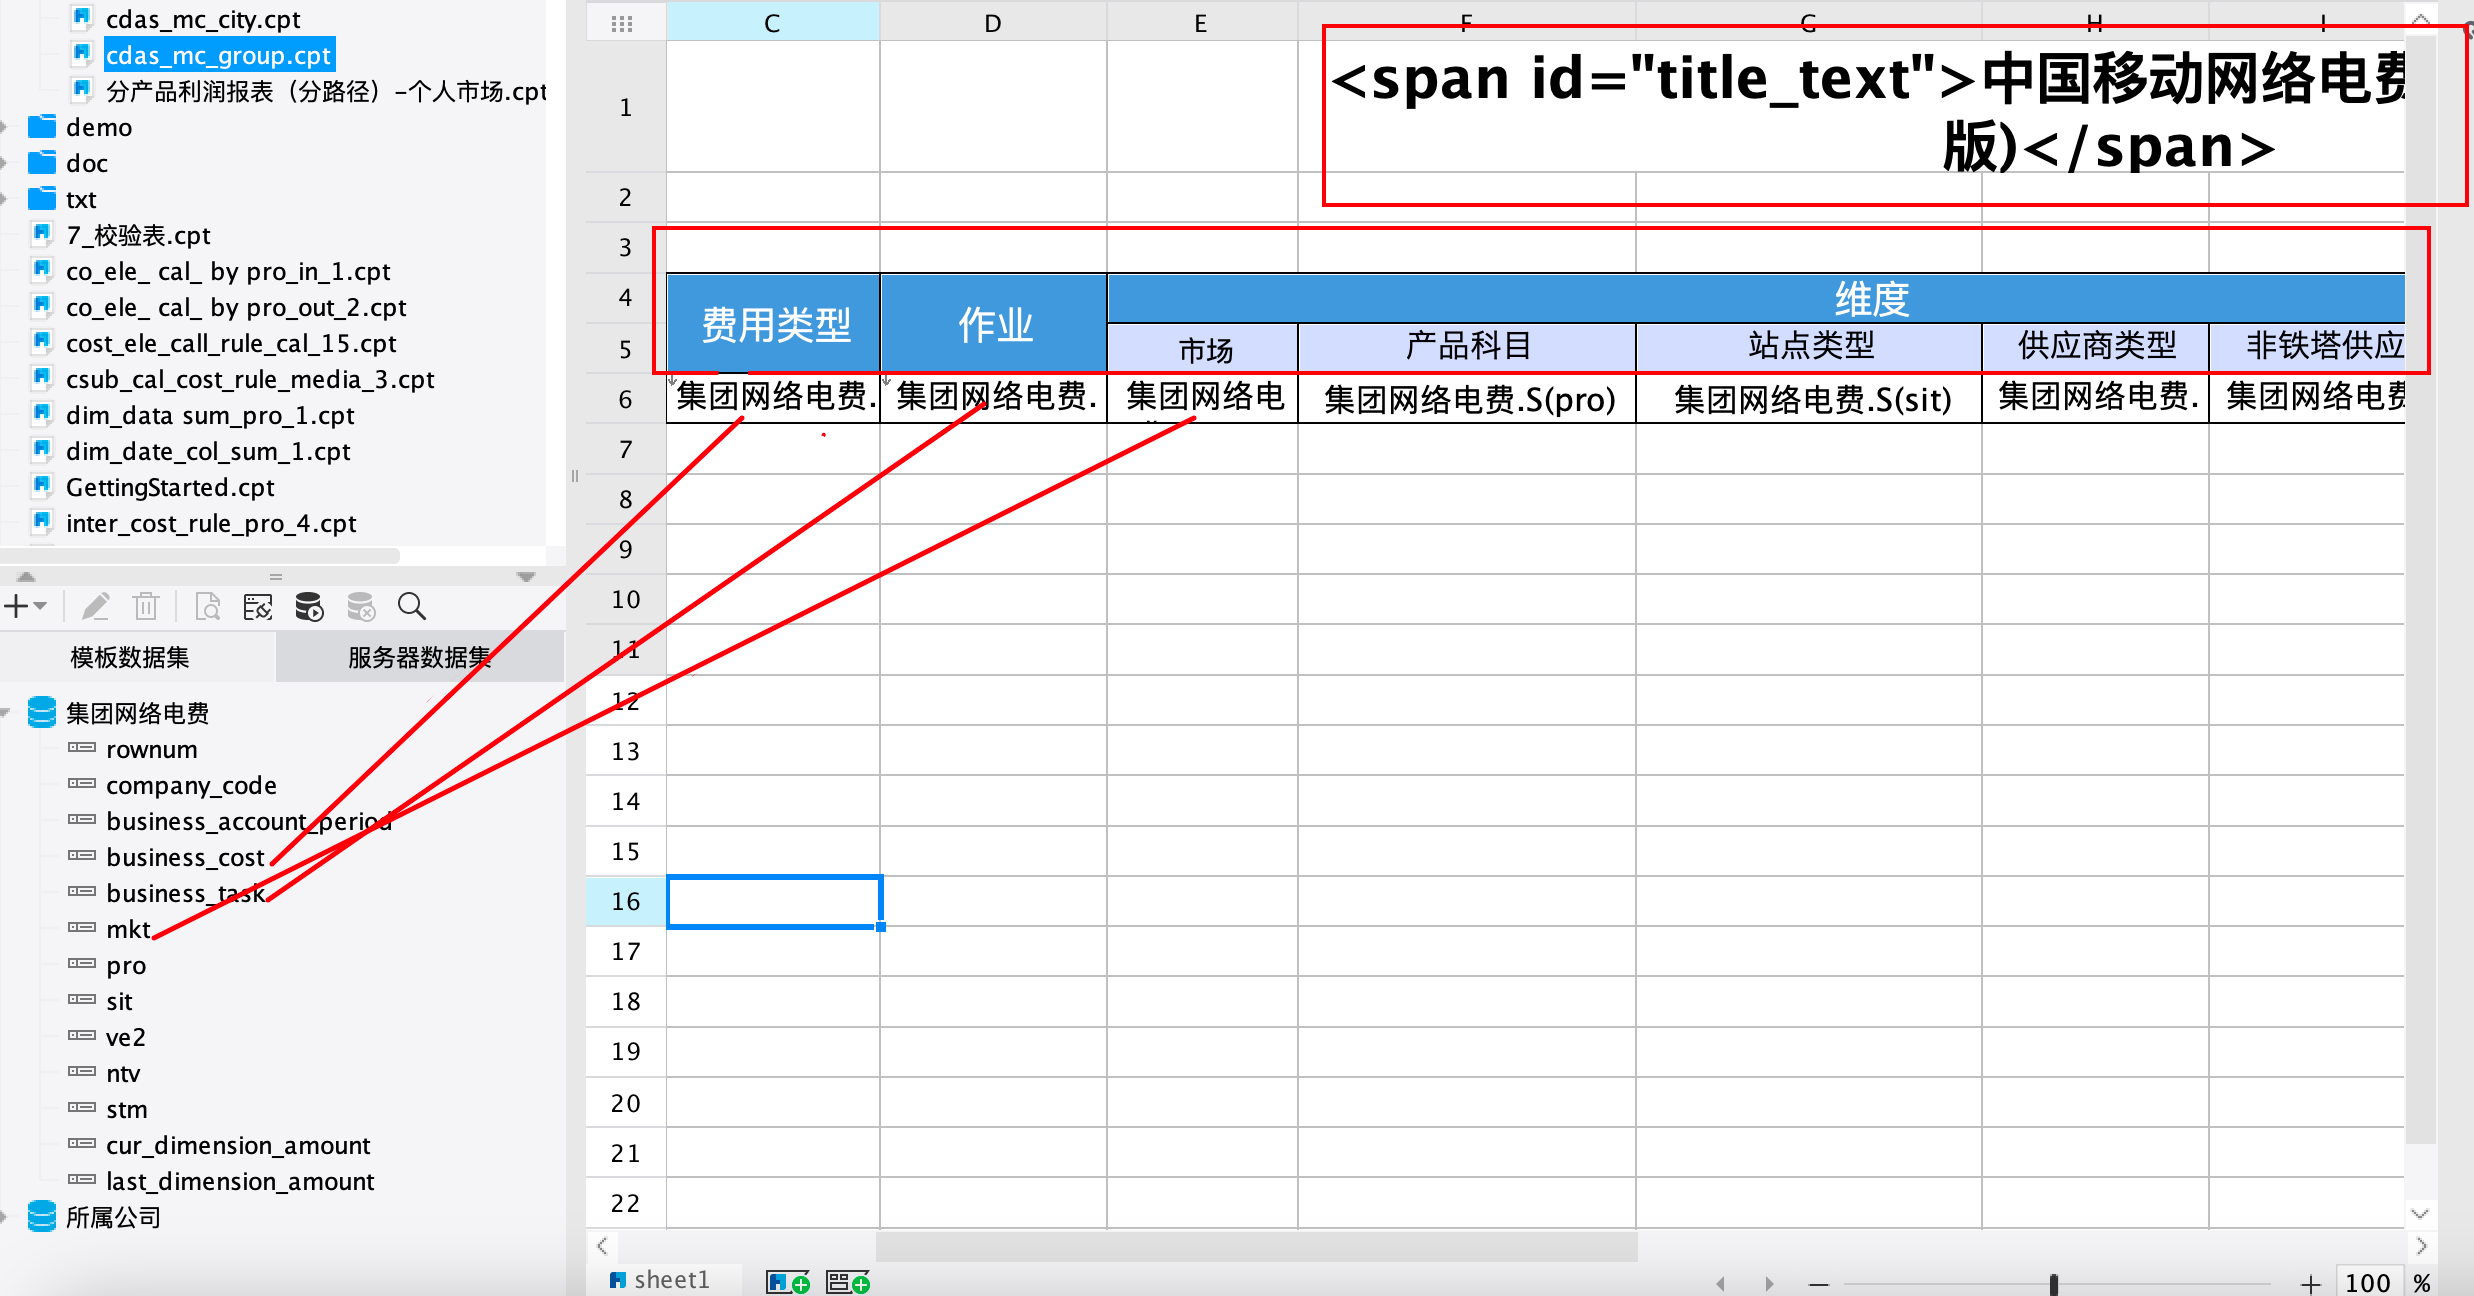 cdas_mc_city.cpt
cdas_mc_group.cpt
分产品利润报表（分路径）-个人市场.cpt
demo
doc
txt
7_校验表.cpt
co_ele_ cal_ by pro_in_1.cpt
co_ele_ cal_ by pro_out_2.cpt
cost_ele_call_rule_cal_15.cpt
csub_cal_cost_rule_media_3.cpt
dim_data sum_pro_1.cpt
dim_date_col_sum_1.cpt
GettingStarted.cpt
inter_cost_rule_pro_4.cpt
模板数据集
服务器数据集
集团网络电费
rownum
company_code
business_account_period
business_cost
business_task
mkt
pro
sit
ve2
ntv
stm
cur_dimension_amount
last_dimension_amount
所属公司
C D E F G H I
1
<span id="title_text">中国移动网络电费
版)</span>
2
3
4
费用类型 作业 维度
5
市场 产品科目 站点类型 供应商类型 非铁塔供应
6
集团网络电费. 集团网络电费. 集团网络电 集团网络电费.S(pro) 集团网络电费.S(sit) 集团网络电费. 集团网络电费
7
8
9
10
11
12
13
14
15
16
17
18
19
20
21
22
sheet1
100 %